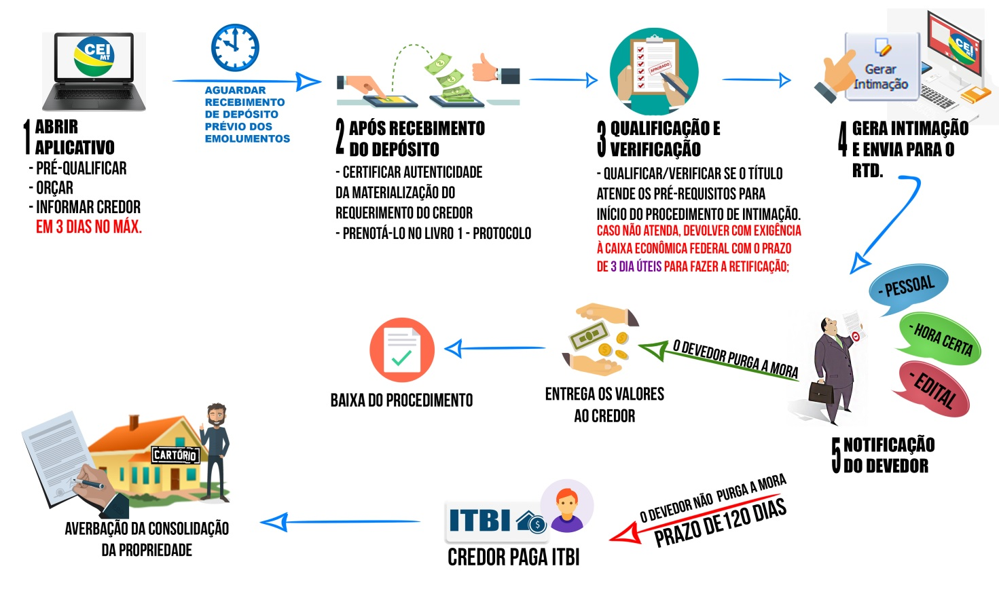 CEI
MT
AGUARDAR
RECEBIMENTO
DE DEPÓSITO
PRÉVIO DOS
EMOLUMENTOS
1 ABRIR
APLICATIVO
- PRÉ-QUALIFICAR
- ORÇAR
- INFORMAR CREDOR
EM 3 DIAS NO MÁX.
2 APÓS RECEBIMENTO
DO DEPÓSITO
- CERTIFICAR AUTENTICIDADE
DA MATERIALIZAÇÃO DO
REQUERIMENTO DO CREDOR
- PRENOTÁ-LO NO LIVRO 1 - PROTOCOLO
APROVADO
3 QUALIFICAÇÃO E
VERIFICAÇÃO
- QUALIFICAR/VERIFICAR SE O TÍTULO
ATENDE OS PRÉ-REQUISITOS PARA
INÍCIO DO PROCEDIMENTO DE INTIMAÇÃO.
CASO NÃO ATENDA, DEVOLVER COM EXIGÊNCIA
À CAIXA ECONÔMICA FEDERAL COM O PRAZO
DE 3 DIA ÚTEIS PARA FAZER A RETIFICAÇÃO;
Gerar
Intimação
CEI
MT
4 GERA INTIMAÇÃO
E ENVIA PARA O
RTD.
- PESSOAL
- HORA CERTA
- EDITAL
5 NOTIFICAÇÃO
DO DEVEDOR
O DEVEDOR PURGA A MORA
ENTREGA OS VALORES
AO CREDOR
BAIXA DO PROCEDIMENTO
O DEVEDOR NÃO PURGA A MORA
PRAZO DE 120 DIAS
ITBI
CREDOR PAGA ITBI
CARTÓRIO
AVERBAÇÃO DA CONSOLIDAÇÃO
DA PROPRIEDADE